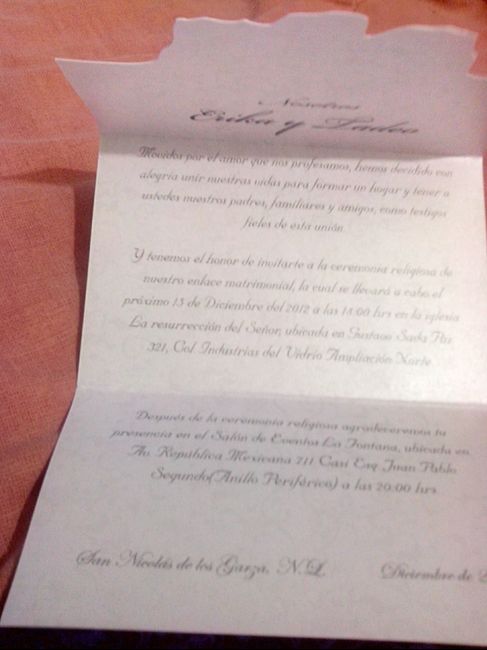 Nosotros
Erika y Tadeo
Movidos por el amor que nos profesamos, hemos decidido con
alegría unir nuestras vidas para formar un hogar y tener a
ustedes nuestros padres, familiares y amigos, como testigos
fieles de esta unión.
Y tenemos el honor de invitarte a la ceremonia religiosa de
nuestro enlace matrimonial, la cual se llevará a cabo el
próximo 15 de Diciembre del 2012 a las 18:00 hrs en la iglesia
La resurrección del Señor, ubicada en Gustavo Sada
321, Col. Industrias del Vidrio Ampliación Norte
Después de la ceremonia religiosa agradeceremos tu
presencia en el Salón de Eventos La Fontana, ubicada en
Av. República Mexicana 711 Casi Esq. Juan Pablo
Segundo(Anillo Periférico) a las 20:00 hrs
San Nicolás de los Garza, N.L.
Diciembre de